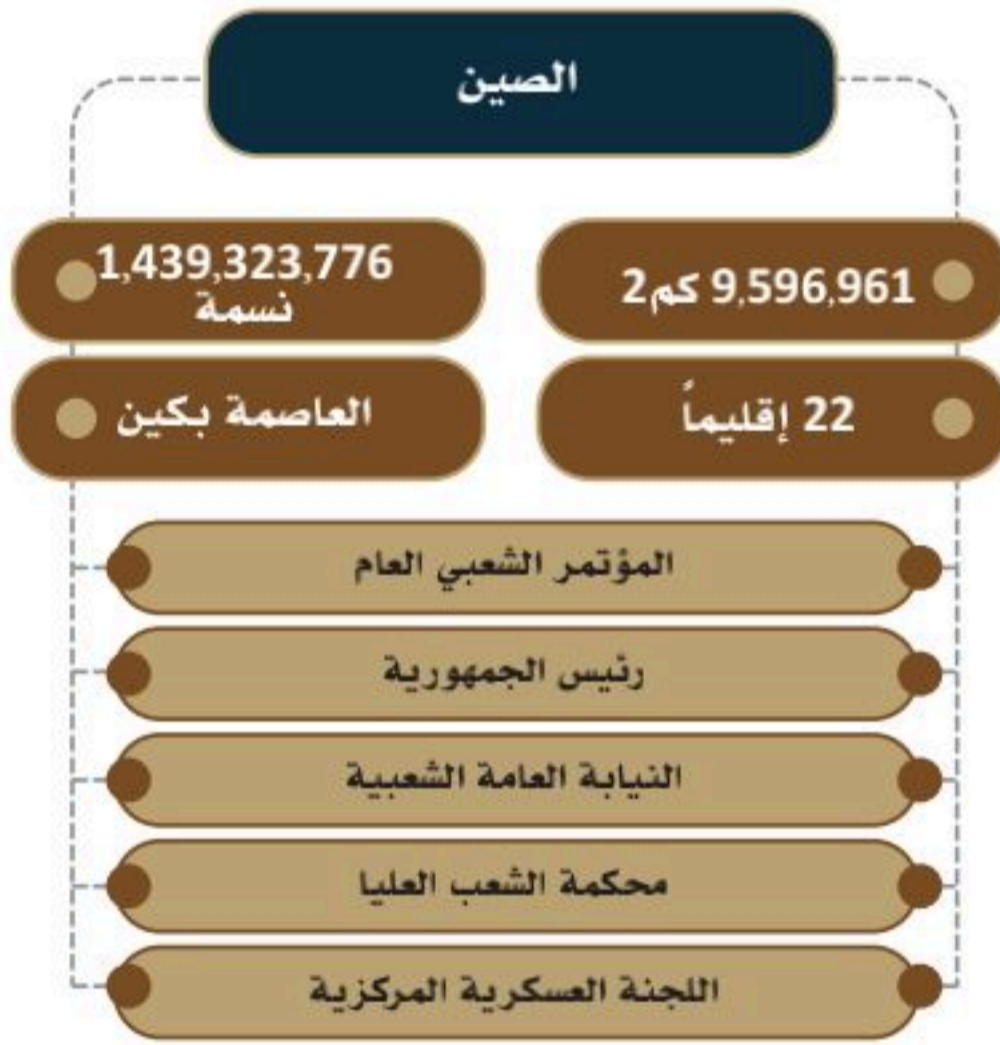 الصين
9,596,961 كم2
1,439,323,776
نسمة
22 إقليماً
العاصمة بكين
المؤتمر الشعبي العام
رئيس الجمهورية
النيابة العامة الشعبية
محكمة الشعب العليا
اللجنة العسكرية المركزية